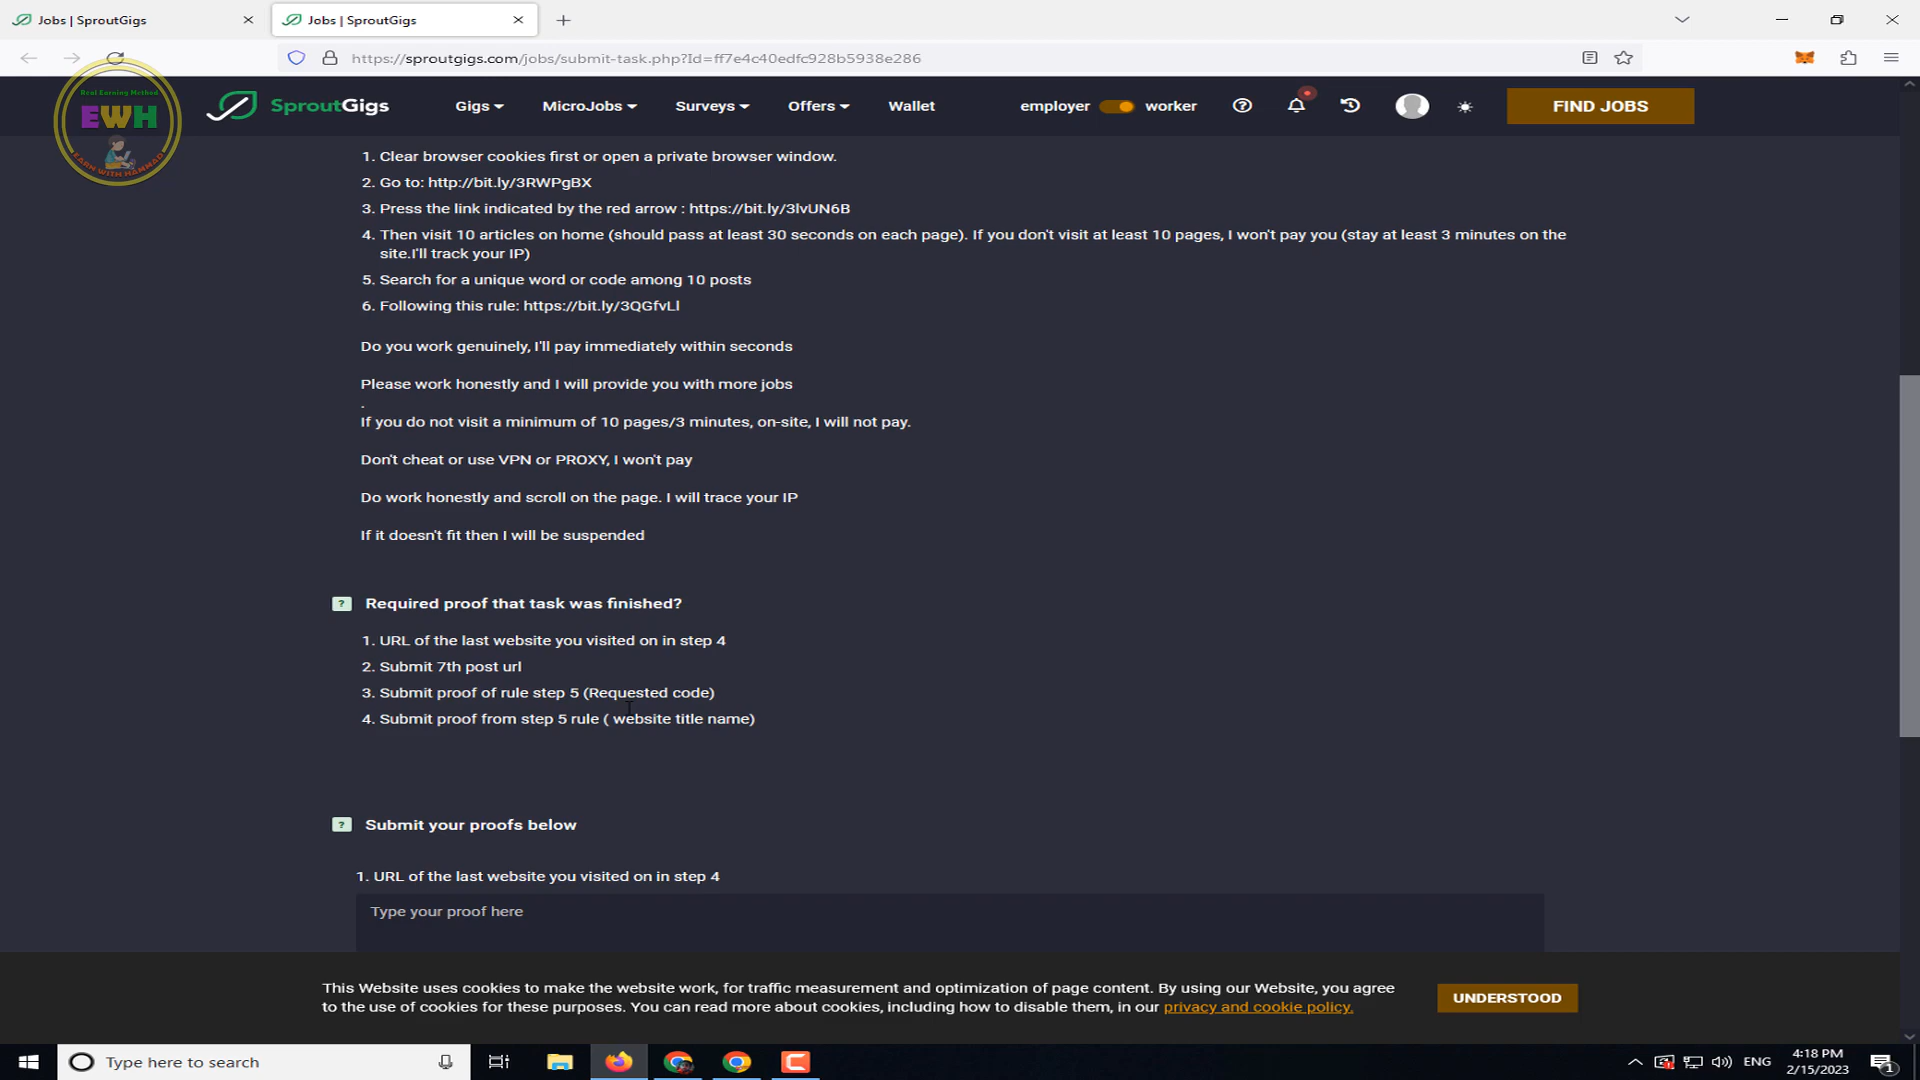 Jobs | SproutGigs
Jobs | SproutGigs
https://sproutgigs.com/jobs/submit-task.php?Id=ff7e4c40edfc928b5938e286
Real Earning Method
EWH
EARN WITH HAMMAD
SproutGigs
Gigs
MicroJobs
Surveys
Offers
Wallet
employer
worker
FIND JOBS
1. Clear browser cookies first or open a private browser window.
2. Go to: http://bit.ly/3RWPgBX
3. Press the link indicated by the red arrow : https://bit.ly/3lvUN6B
4. Then visit 10 articles on home (should pass at least 30 seconds on each page). If you don't visit at least 10 pages, I won't pay you (stay at least 3 minutes on the
site.I'll track your IP)
5. Search for a unique word or code among 10 posts
6. Following this rule: https://bit.ly/3QGfvLl
Do you work genuinely, I'll pay immediately within seconds
Please work honestly and I will provide you with more jobs
.
If you do not visit a minimum of 10 pages/3 minutes, on-site, I will not pay.
Don't cheat or use VPN or PROXY, I won't pay
Do work honestly and scroll on the page. I will trace your IP
If it doesn't fit then I will be suspended
? Required proof that task was finished?
1. URL of the last website you visited on in step 4
2. Submit 7th post url
3. Submit proof of rule step 5 (Requested code)
4. Submit proof from step 5 rule ( website title name)
? Submit your proofs below
1. URL of the last website you visited on in step 4
Type your proof here
This Website uses cookies to make the website work, for traffic measurement and optimization of page content. By using our Website, you agree
to the use of cookies for these purposes. You can read more about cookies, including how to disable them, in our privacy and cookie policy.
UNDERSTOOD
Type here to search
ENG
4:18 PM
2/15/2023
1